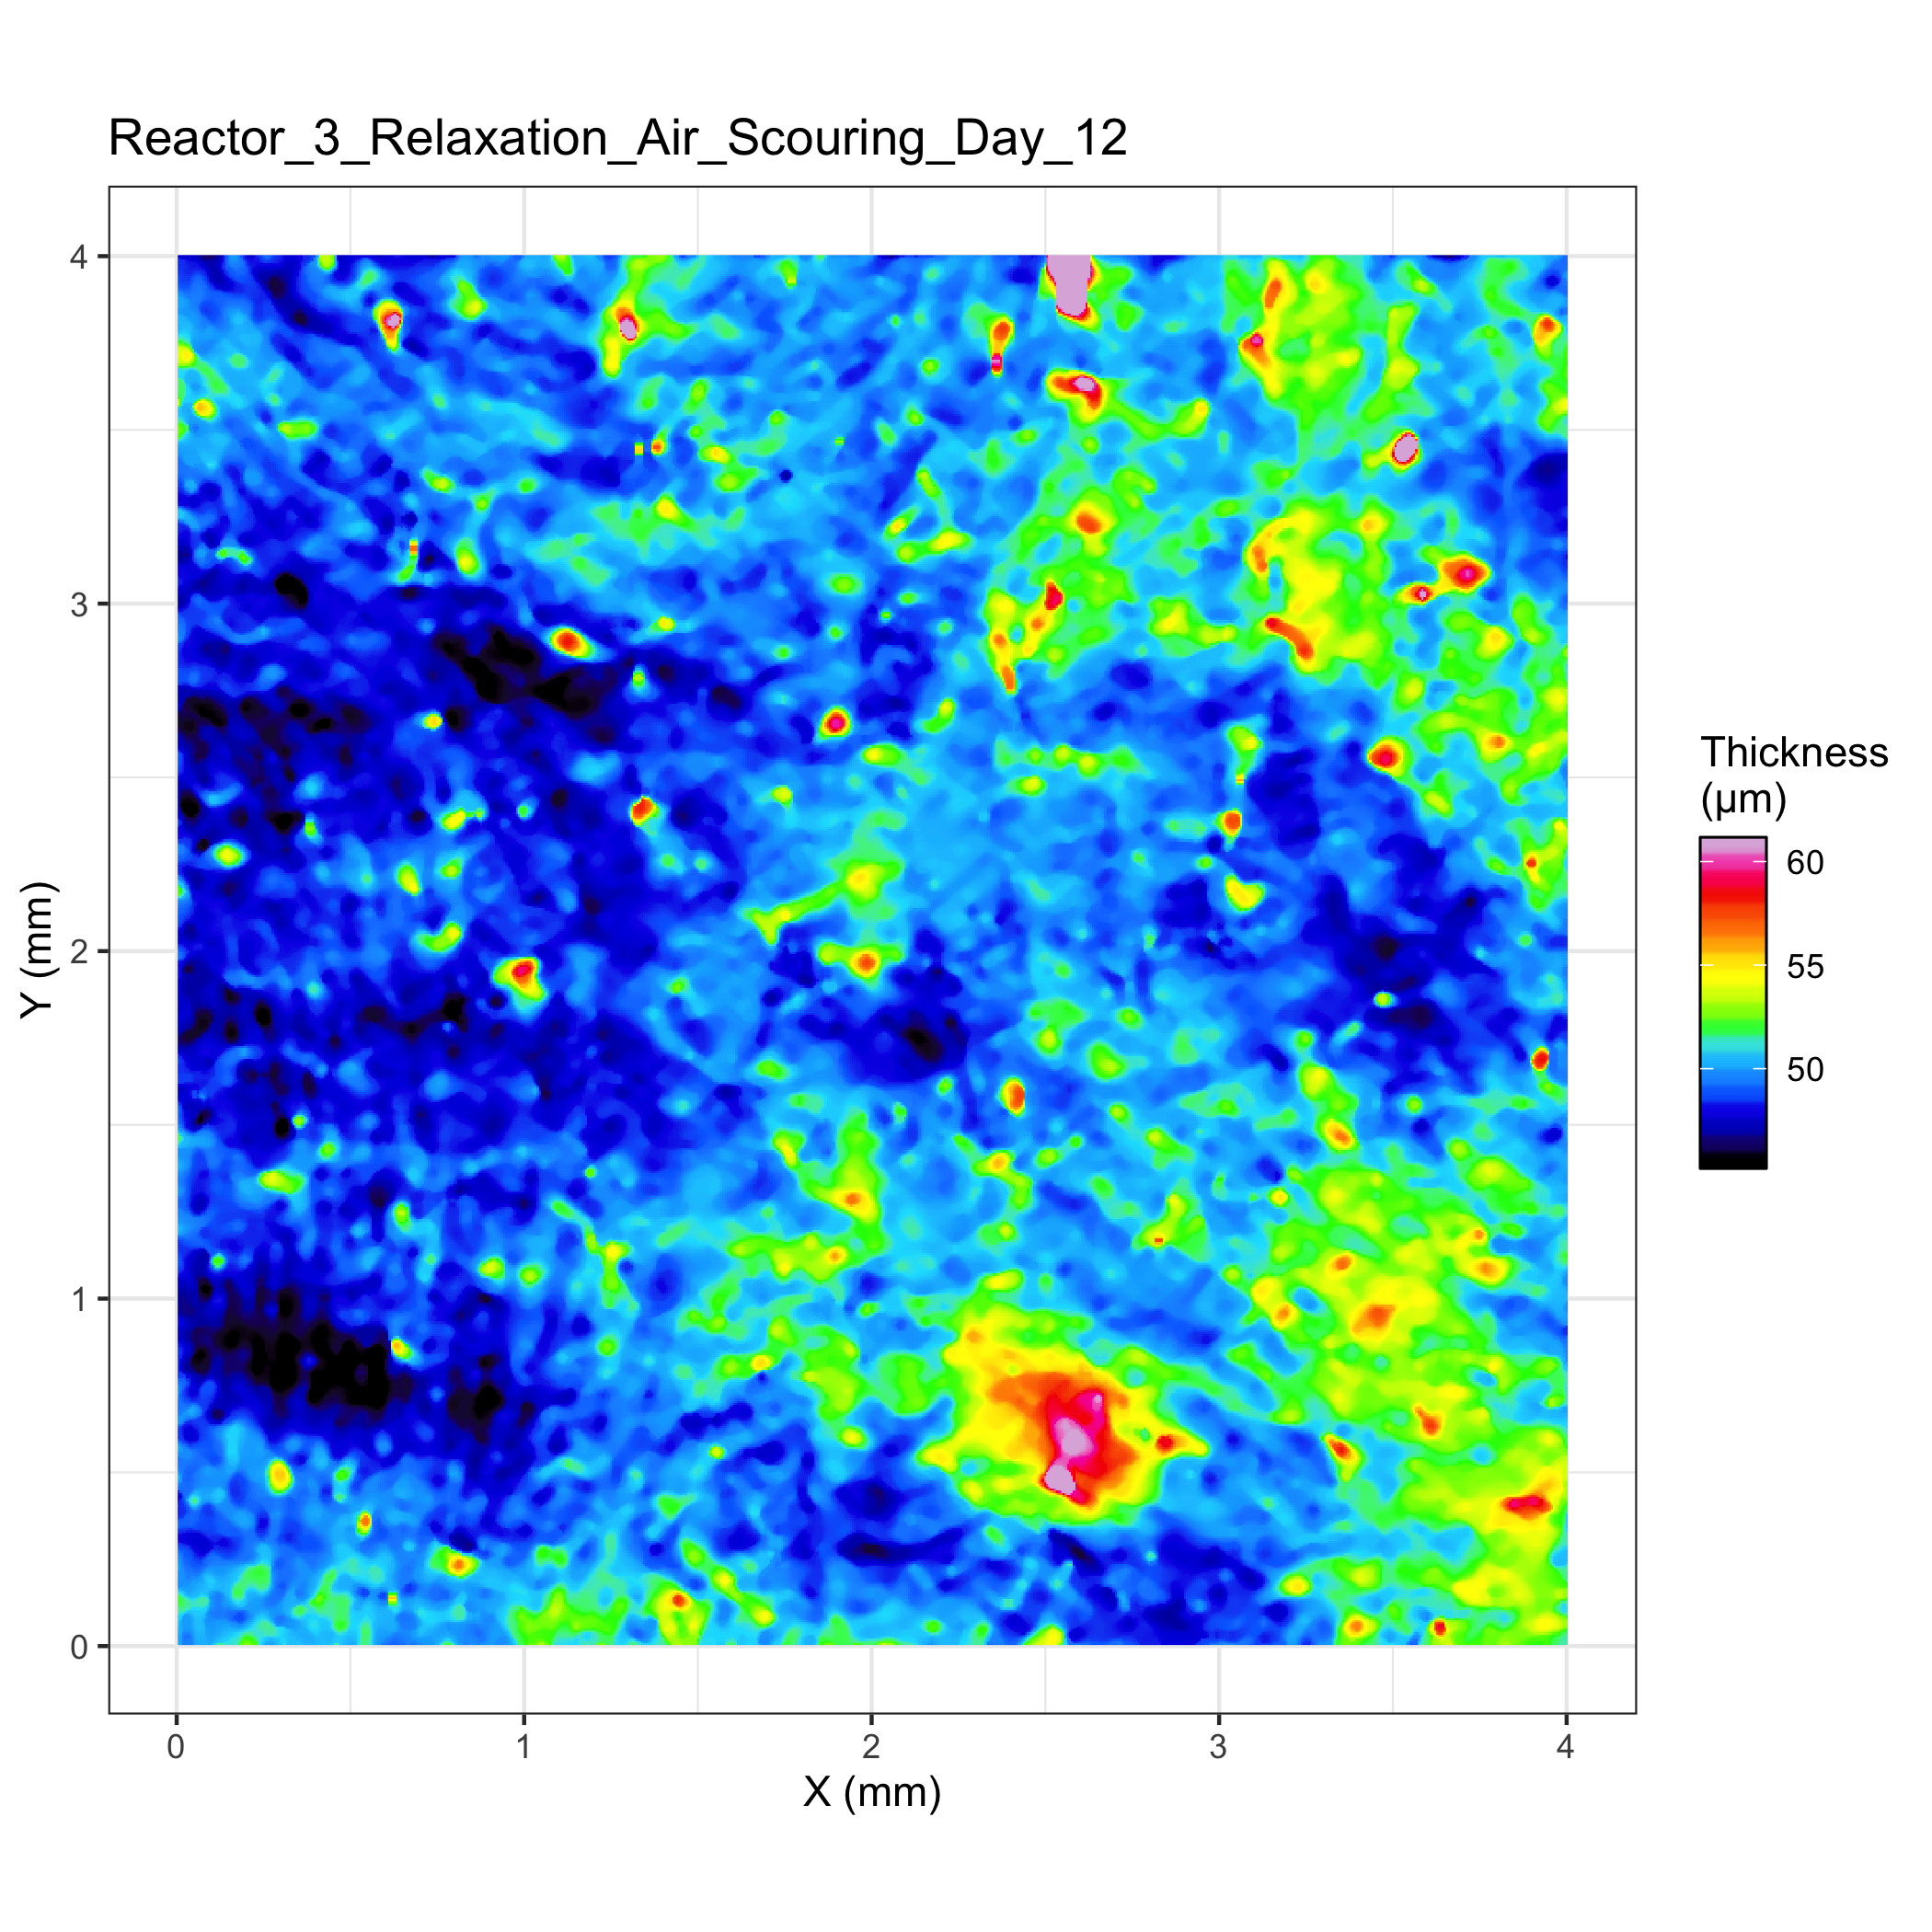 Reactor_3_Relaxation_Air_Scouring_Day_12
4
3
2
1
0
Y (mm)
0 1 2 3 4
X (mm)
Thickness
(μm)
60
55
50